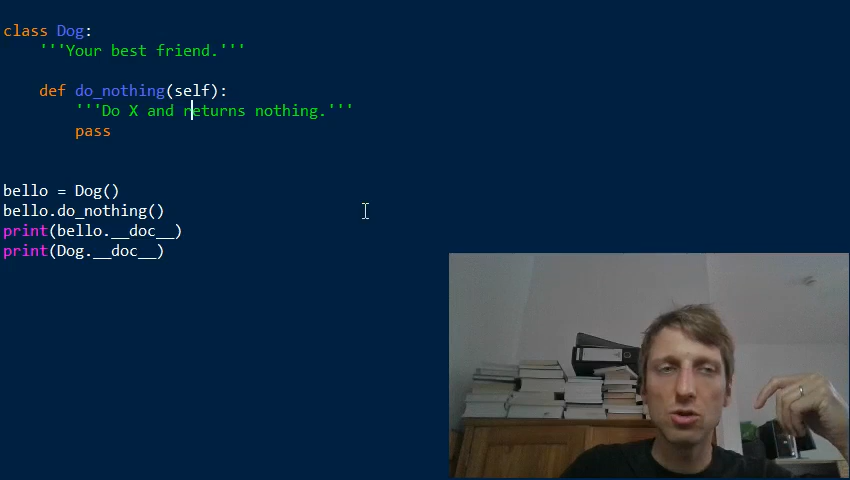 class Dog:
'''Your best friend.'''
def do_nothing(self):
'''Do X and returns nothing.'''
pass
bello = Dog()
bello.do_nothing()
print(bello.__doc__)
print(Dog.__doc__)